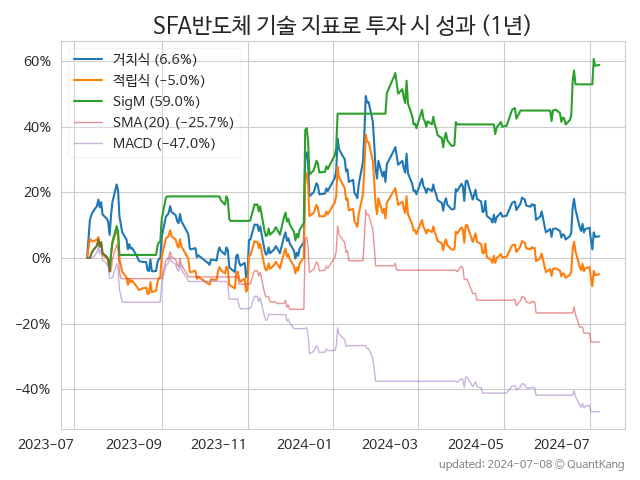 SFA반도체 기술 지표로 투자 시 성과 (1년)
거치식 (6.6%)
적립식 (−5.0%)
SigM (59.0%)
SMA(20) (−25.7%)
MACD (−47.0%)
60%
40%
20%
0%
−20%
−40%
2023-07
2023-09
2023-11
2024-01
2024-03
2024-05
2024-07
updated: 2024-07-08 © QuantKang